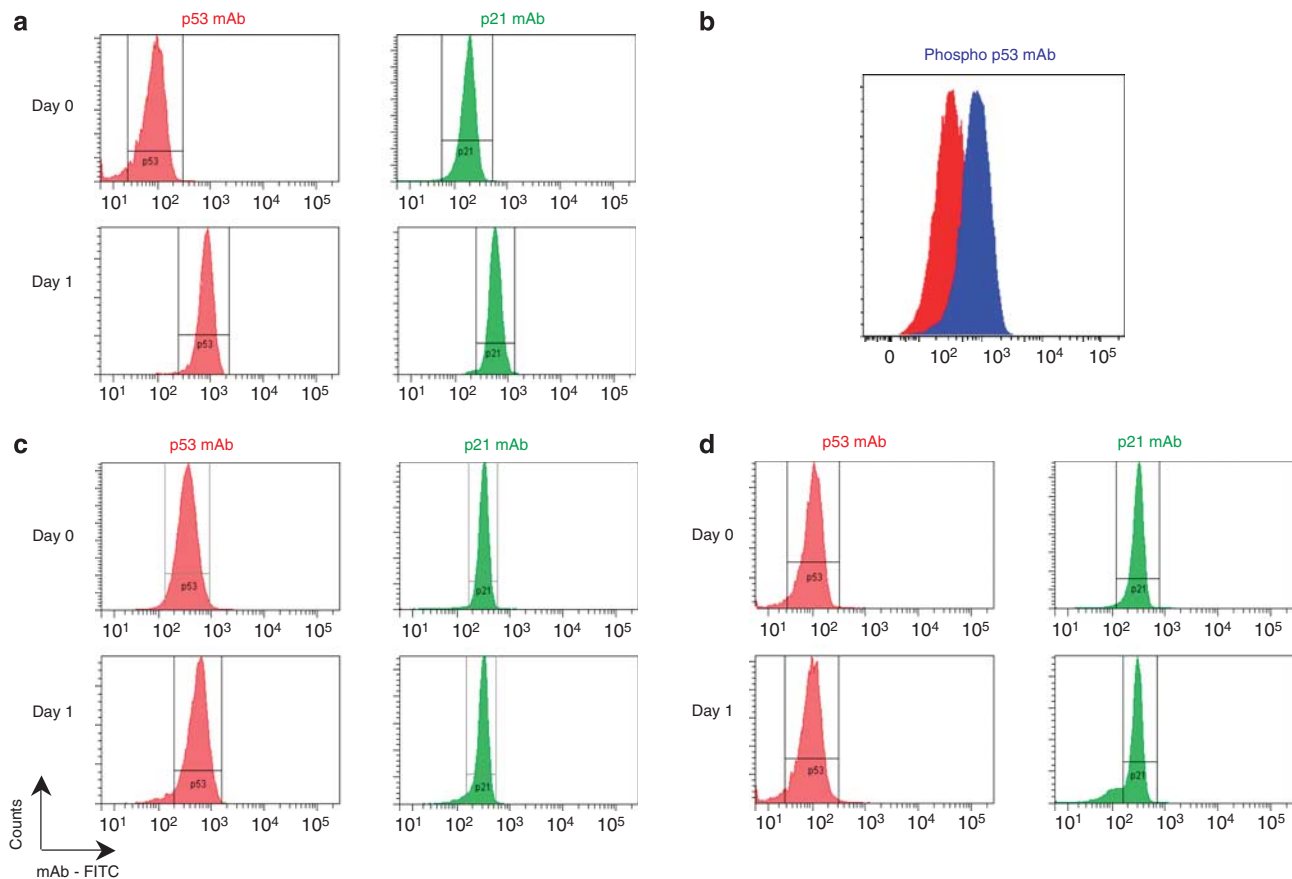 a
p53 mAb
p21 mAb
Day 0
p53
p21
10¹ 10² 10³ 10⁴ 10⁵
10¹ 10² 10³ 10⁴ 10⁵
Day 1
p53
p21
10¹ 10² 10³ 10⁴ 10⁵
10¹ 10² 10³ 10⁴ 10⁵
b
Phospho p53 mAb
0 10² 10³ 10⁴ 10⁵
c
p53 mAb
p21 mAb
Day 0
p53
p21
10¹ 10² 10³ 10⁴ 10⁵
10¹ 10² 10³ 10⁴ 10⁵
Day 1
p53
p21
10¹ 10² 10³ 10⁴ 10⁵
10¹ 10² 10³ 10⁴ 10⁵
Counts
mAb - FITC
d
p53 mAb
p21 mAb
Day 0
p53
p21
10¹ 10² 10³ 10⁴ 10⁵
10¹ 10² 10³ 10⁴ 10⁵
Day 1
p53
p21
10¹ 10² 10³ 10⁴ 10⁵
10¹ 10² 10³ 10⁴ 10⁵